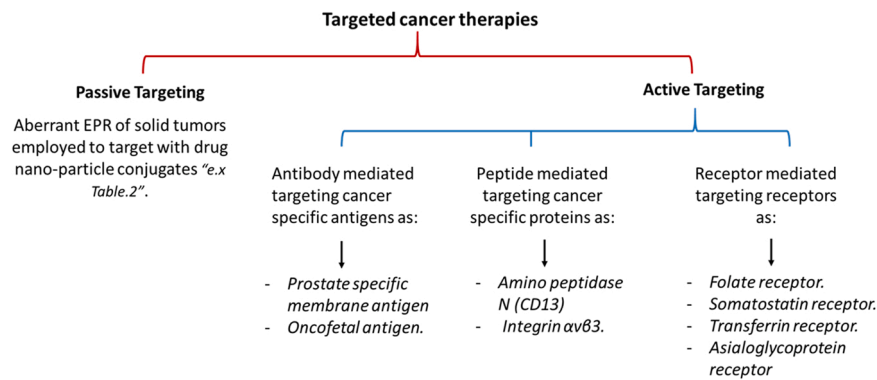 Targeted cancer therapies
Passive Targeting
Aberrant EPR of solid tumors
employed to target with drug
nano-particle conjugates “e.x
Table.2”.
Active Targeting
Antibody mediated
targeting cancer
specific antigens as:
- Prostate specific
membrane antigen
- Oncofetal antigen.
Peptide mediated
targeting cancer
specific proteins as:
- Amino peptidase
N (CD13)
- Integrin ανβ3.
Receptor mediated
targeting receptors
as:
- Folate receptor.
- Somatostatin receptor.
- Transferrin receptor.
- Asialoglycoprotein
receptor